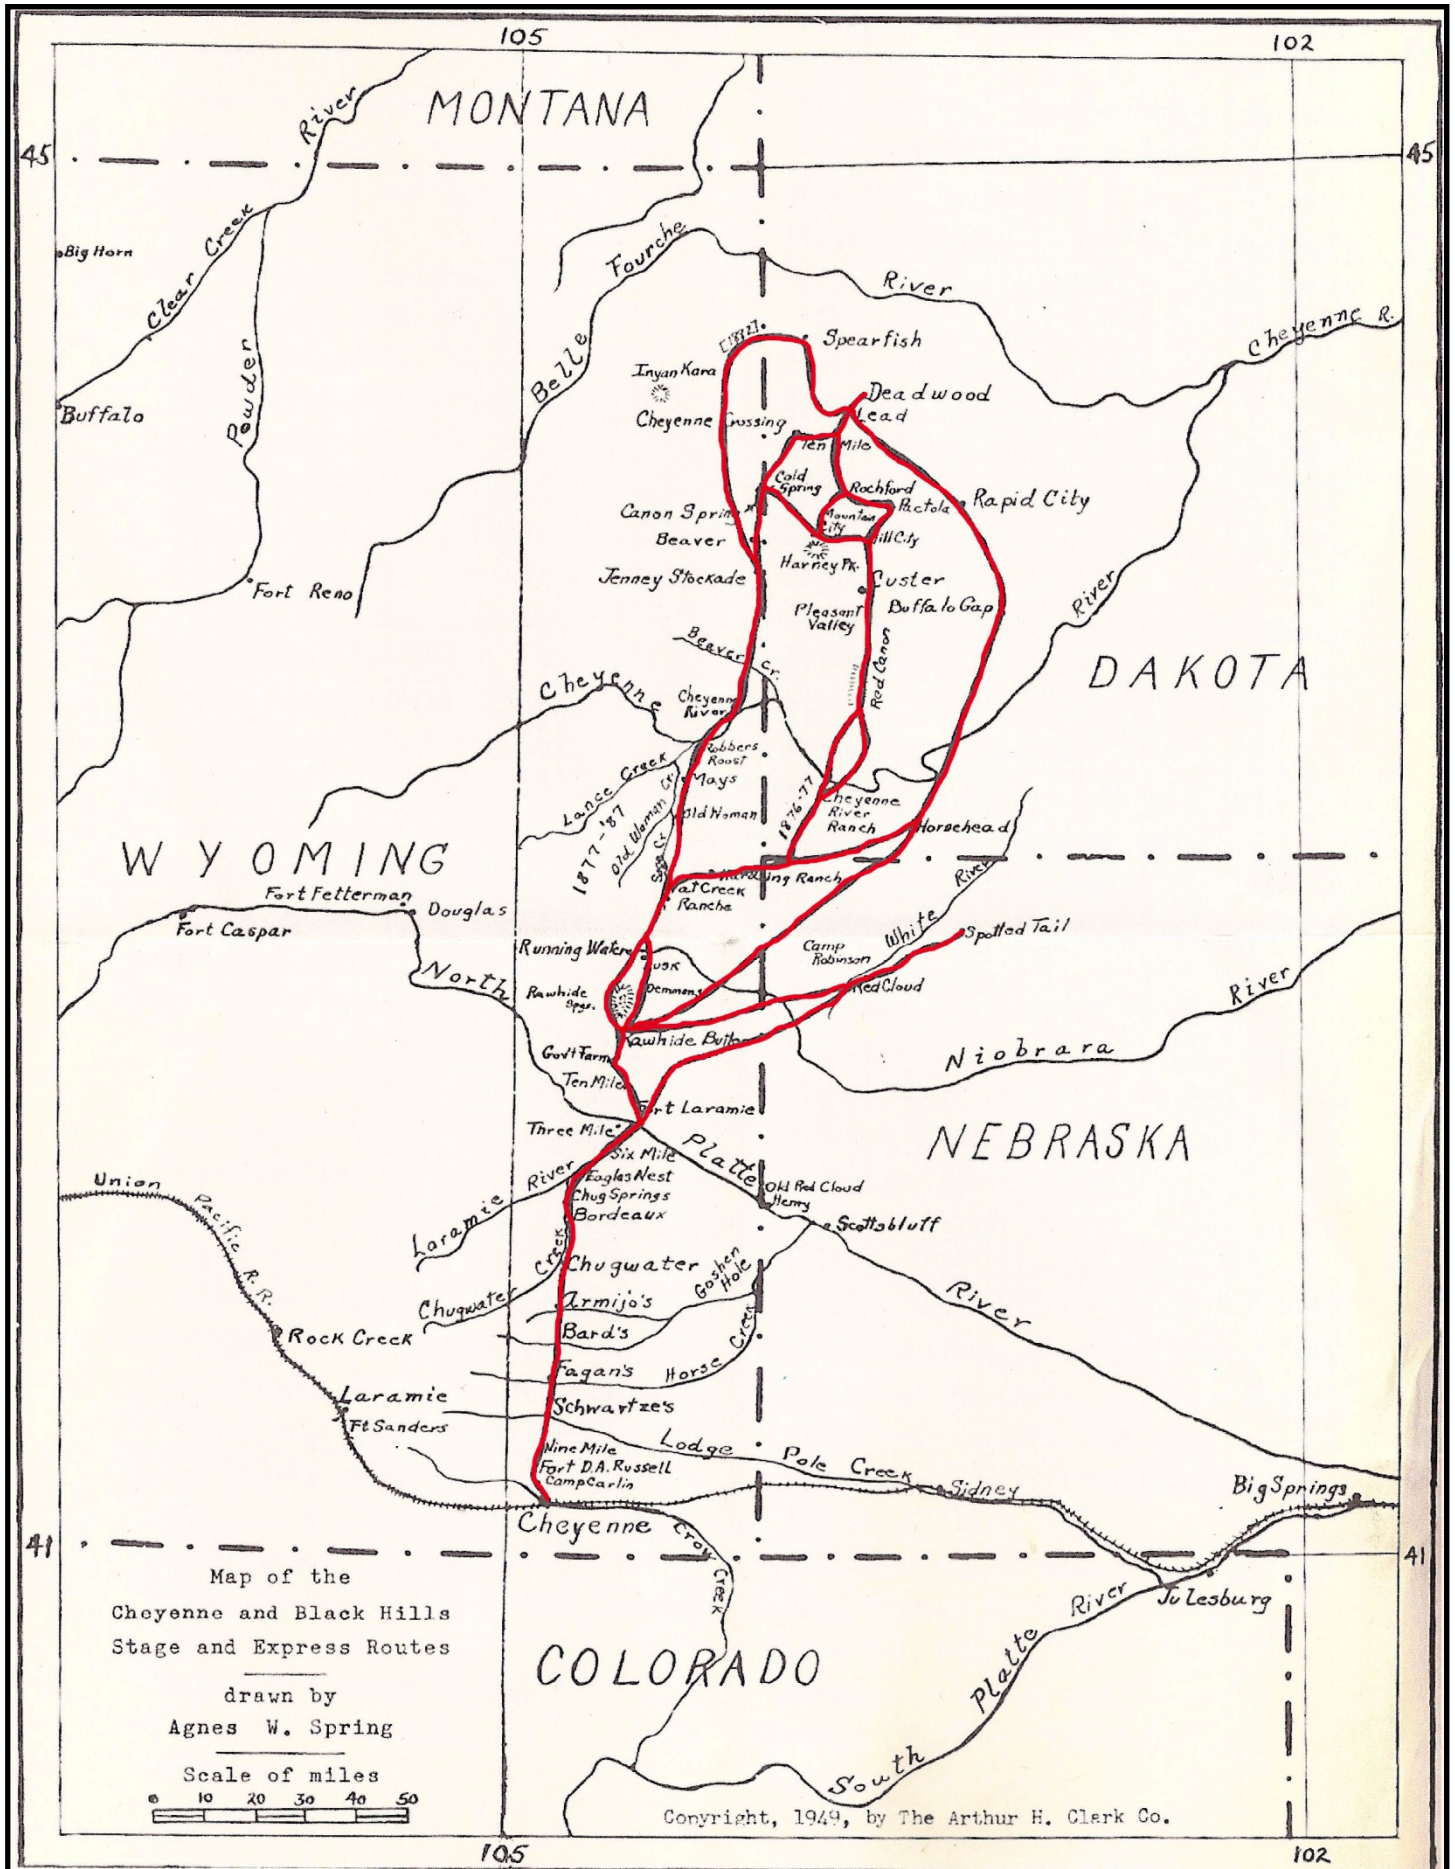 105
102
MONTANA
River
45
45
Clear Creek
Big Horn
Powder
Buffalo
Belle
Fourche
River
Cheyenne R.
[1882]
Spearfish
Inyan Kara
Deadwood
Lead
Cheyenne Crossing
Ten Mile
Cold
Spring
Rochford
Pactola
Rapid City
Canon Spring
Mountain
City
Hill City
Beaver
Harney Pk.
Jenney Stockade
Custer
Fort Reno
Pleasant
Valley
Buffalo Gap
River
Beaver Cr.
Red Canon
DAKOTA
Cheyenne
Cheyenne
River
Robbers
Roost
Lance Creek
Mays
Old Woman Cr.
Old Woman
1877-'87
1876-77
Cheyenne
River
Ranch
Horsehead
WYOMING
Sage Cr.
Harding Ranch
Hat Creek
Ranche
River
White
Fort Fetterman
Douglas
Fort Caspar
Spotted Tail
Camp
Robinson
Running Water
Lusk
North
Rawhide
Spgs.
Demmons
Red Cloud
River
Rawhide Buttes
Niobrara
Gov't Farm
Ten Mile
Fort Laramie
Three Mile
NEBRASKA
Platte
Six Mile
Union
Pacific
R. R.
Laramie River
Eagles Nest
Chug Springs
Bordeaux
Old Red Cloud
Henry
Scottsbluff
Chugwater Creek
Chugwater
Goshen
Hole
Armijo's
River
Rock Creek
Bard's
Horse Creek
Fagan's
Laramie
Ft Sanders
Schwartze's
Lodge Pole Creek
Nine Mile
Fort D.A. Russell
Camp Carlin
Sidney
Big Springs
Cheyenne
Crow
Creek
41
41
Julesburg
Map of the
Cheyenne and Black Hills
Stage and Express Routes
drawn by
Agnes W. Spring
Scale of miles
0 10 20 30 40 50
COLORADO
South Platte River
Copyright, 1949, by The Arthur H. Clark Co.
105
102